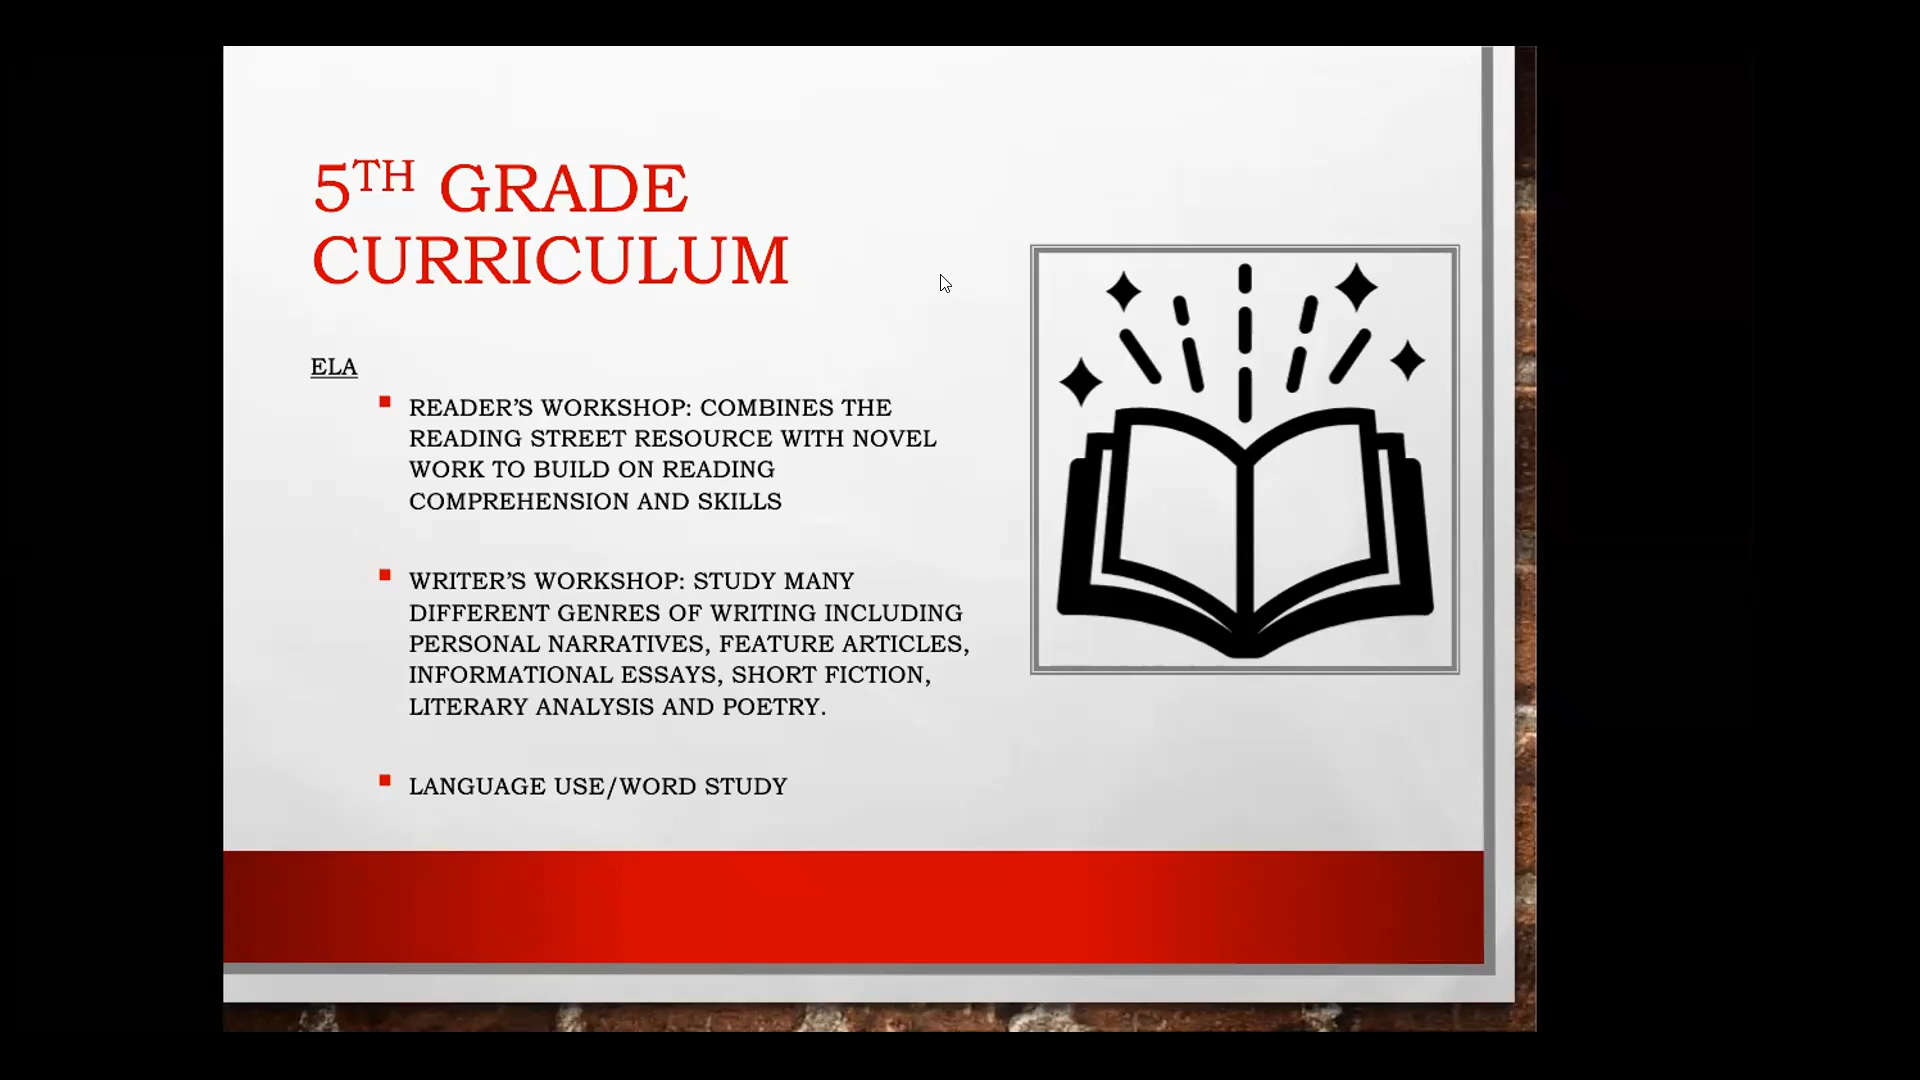 5TH GRADE
CURRICULUM
ELA
READER’S WORKSHOP: COMBINES THE
READING STREET RESOURCE WITH NOVEL
WORK TO BUILD ON READING
COMPREHENSION AND SKILLS
WRITER’S WORKSHOP: STUDY MANY
DIFFERENT GENRES OF WRITING INCLUDING
PERSONAL NARRATIVES, FEATURE ARTICLES,
INFORMATIONAL ESSAYS, SHORT FICTION,
LITERARY ANALYSIS AND POETRY.
LANGUAGE USE/WORD STUDY